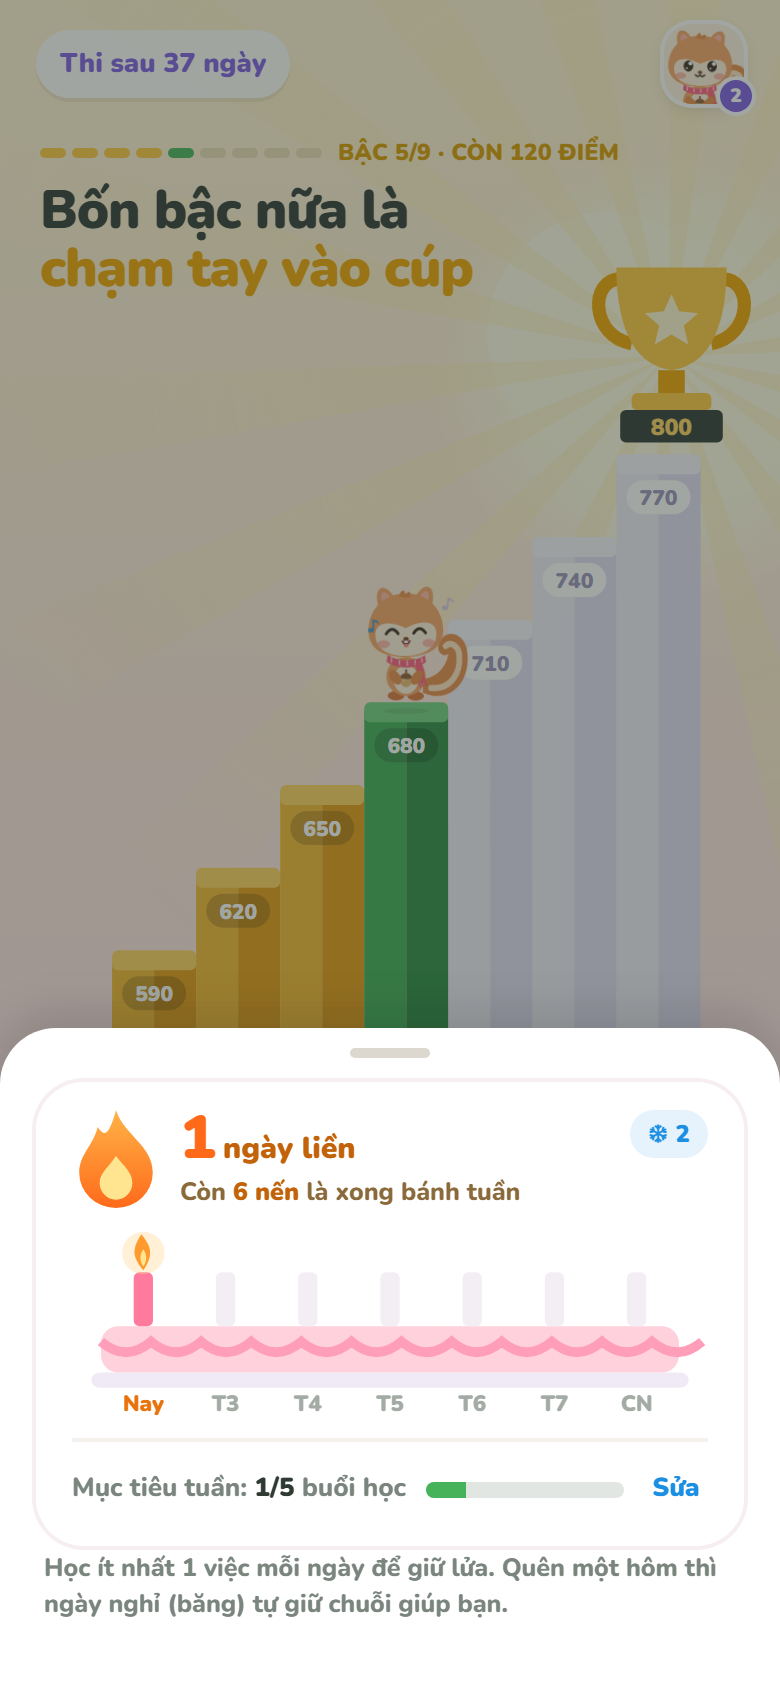 Thi sau 37 ngày
2
BẬC 5/9 · CÒN 120 ĐIỂM
Bốn bậc nữa là
chạm tay vào cúp
800
770
740
710
680
650
620
590
1 ngày liền
2
Còn 6 nến là xong bánh tuần
Nay T3 T4 T5 T6 T7 CN
Mục tiêu tuần: 1/5 buổi học Sửa
Học ít nhất 1 việc mỗi ngày để giữ lửa. Quên một hôm thì
ngày nghỉ (băng) tự giữ chuỗi giúp bạn.